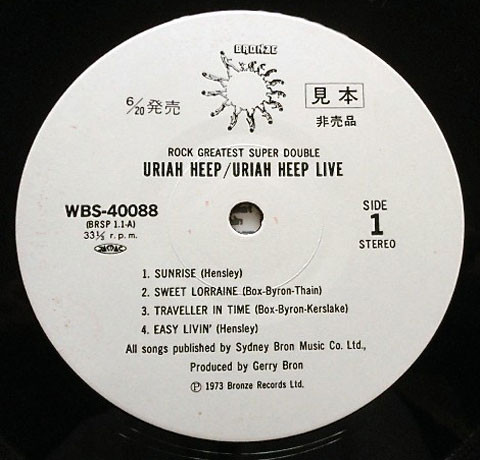 BRONZE
6/20発売
見本
非売品
ROCK GREATEST SUPER DOUBLE
URIAH HEEP/URIAH HEEP LIVE
WBS-40088
(BRSP 1.1-A)
33⅓ r.p.m.
SIDE
1
STEREO
1. SUNRISE (Hensley)
2. SWEET LORRAINE (Box-Byron-Thain)
3. TRAVELLER IN TIME (Box-Byron-Kerslake)
4. EASY LIVIN' (Hensley)
All songs published by Sydney Bron Music Co. Ltd.,
Produced by Gerry Bron
Ⓟ 1973 Bronze Records Ltd.